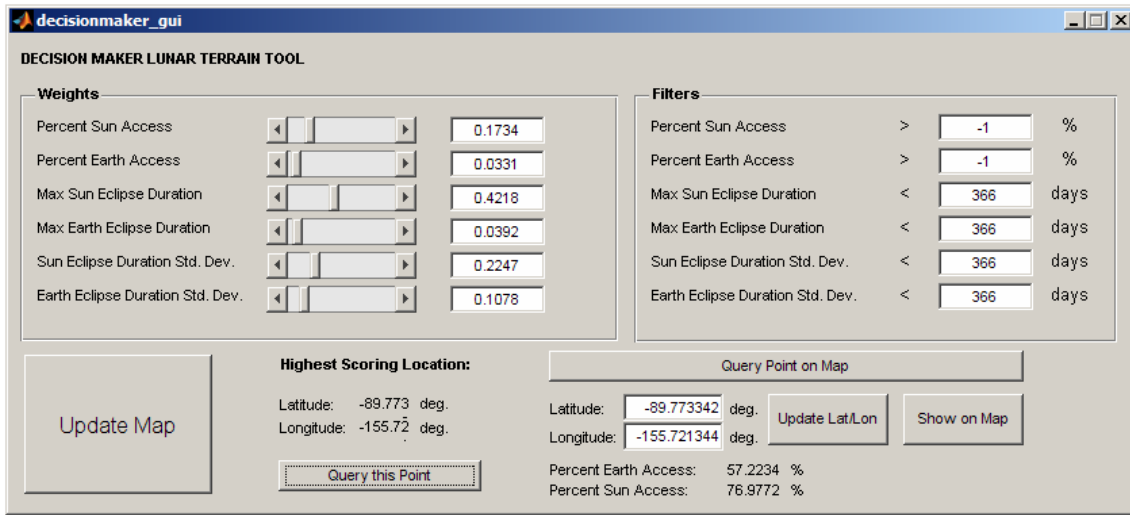 decisionmaker_gui
DECISION MAKER LUNAR TERRAIN TOOL
Weights
Percent Sun Access 0.1734
Percent Earth Access 0.0331
Max Sun Eclipse Duration 0.4218
Max Earth Eclipse Duration 0.0392
Sun Eclipse Duration Std. Dev. 0.2247
Earth Eclipse Duration Std. Dev. 0.1078
Filters
Percent Sun Access > -1 %
Percent Earth Access > -1 %
Max Sun Eclipse Duration < 366 days
Max Earth Eclipse Duration < 366 days
Sun Eclipse Duration Std. Dev. < 366 days
Earth Eclipse Duration Std. Dev. < 366 days
Update Map
Highest Scoring Location:
Latitude: -89.773 deg.
Longitude: -155.72 deg.
Query this Point
Query Point on Map
Latitude: -89.773342 deg.
Longitude: -155.721344 deg.
Update Lat/Lon
Show on Map
Percent Earth Access: 57.2234 %
Percent Sun Access: 76.9772 %